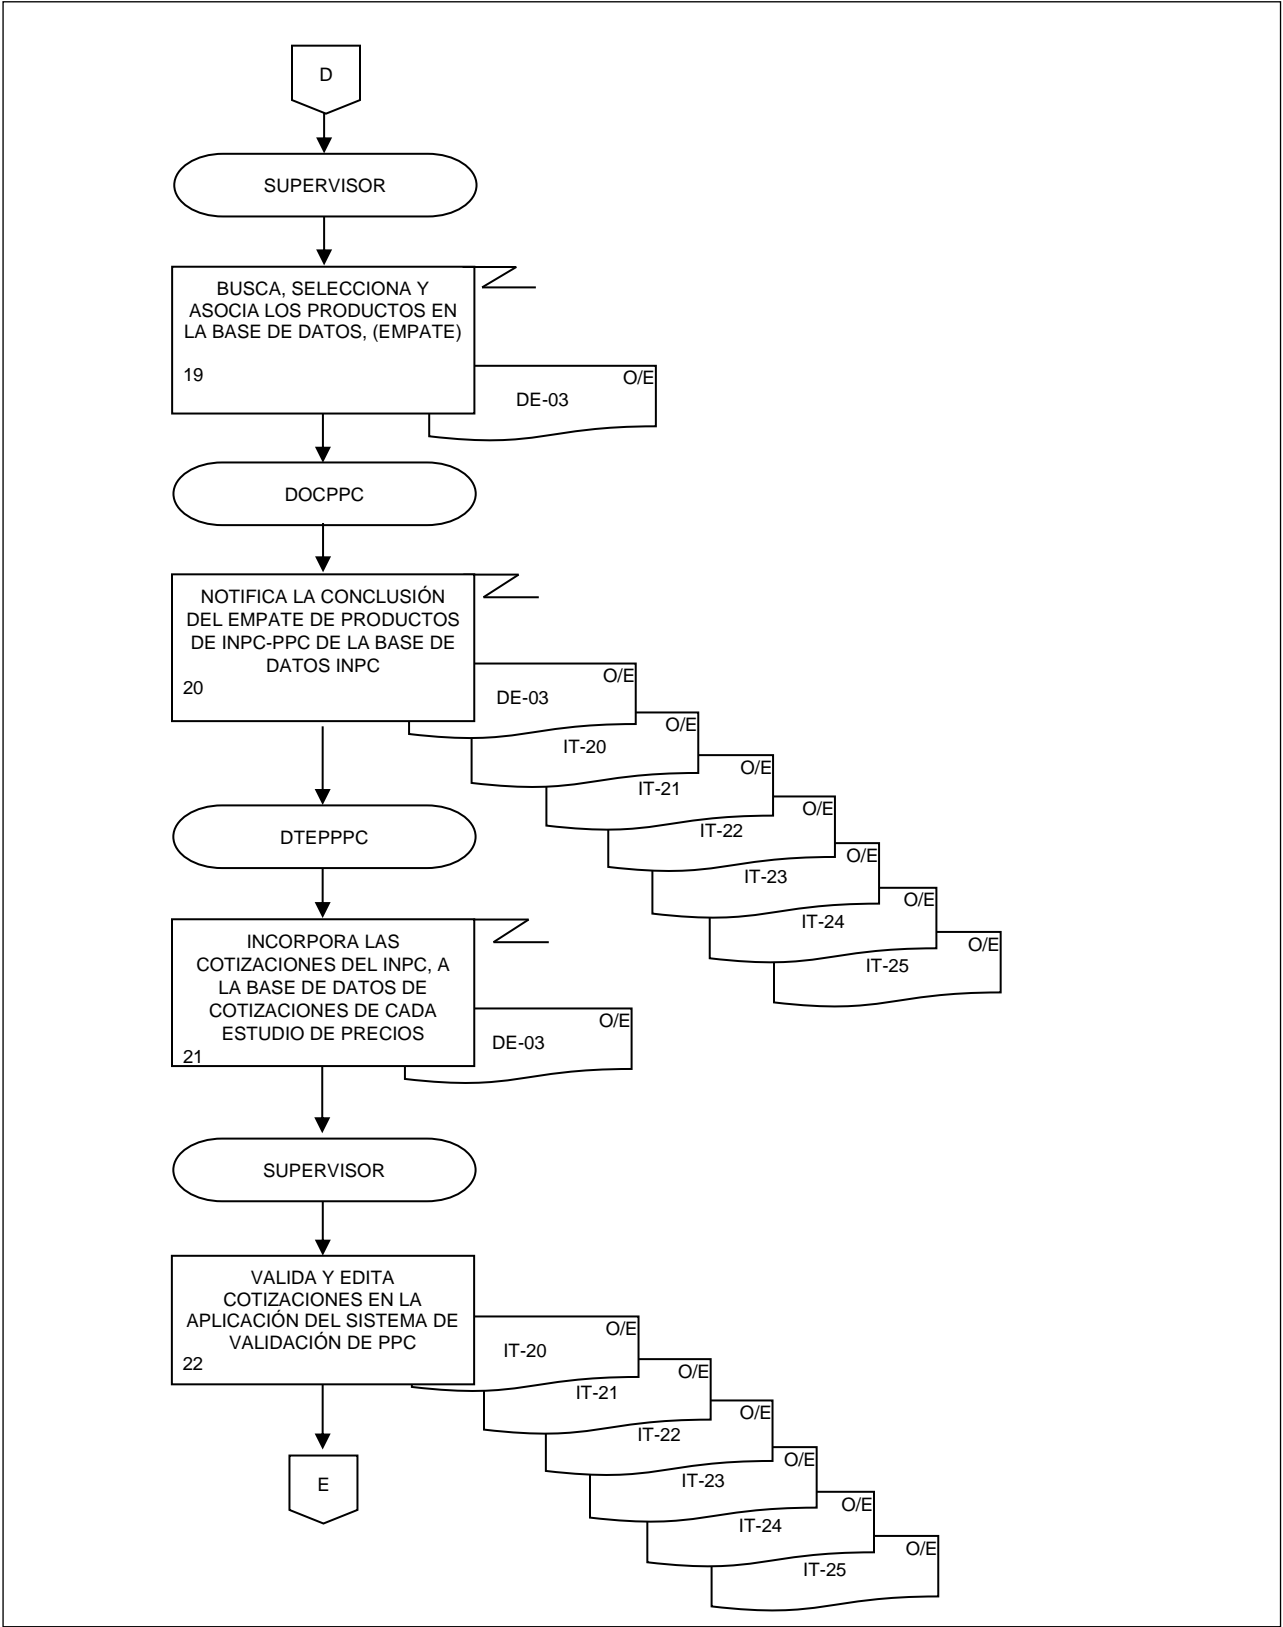 D
SUPERVISOR
BUSCA, SELECCIONA Y
ASOCIA LOS PRODUCTOS EN
LA BASE DE DATOS, (EMPATE)
19
O/E
DE-03
DOCPPC
NOTIFICA LA CONCLUSIÓN
DEL EMPATE DE PRODUCTOS
DE INPC-PPC DE LA BASE DE
DATOS INPC
20
O/E
DE-03
O/E
IT-20
O/E
IT-21
O/E
IT-22
O/E
IT-23
O/E
IT-24
O/E
IT-25
DTEPPPC
INCORPORA LAS
COTIZACIONES DEL INPC, A
LA BASE DE DATOS DE
COTIZACIONES DE CADA
ESTUDIO DE PRECIOS
21
O/E
DE-03
SUPERVISOR
VALIDA Y EDITA
COTIZACIONES EN LA
APLICACIÓN DEL SISTEMA DE
VALIDACIÓN DE PPC
22
O/E
IT-20
O/E
IT-21
O/E
IT-22
O/E
IT-23
O/E
IT-24
O/E
IT-25
E